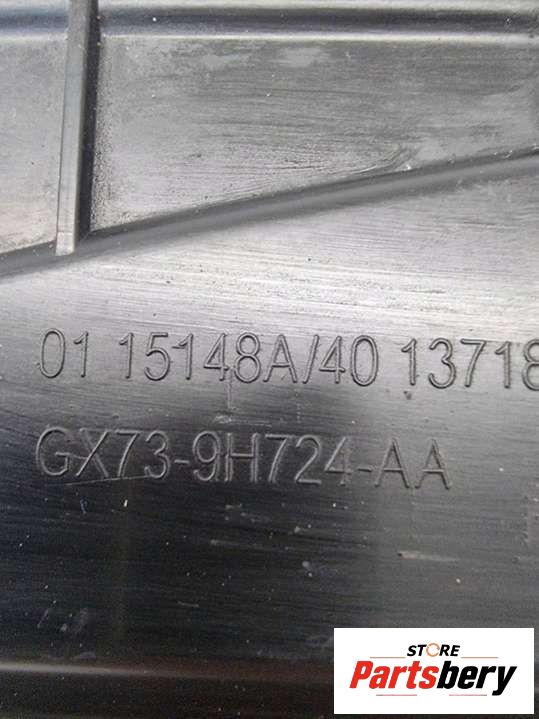 01 15148A/40 13718
GX73-9H724-AA
STORE
Partsbery